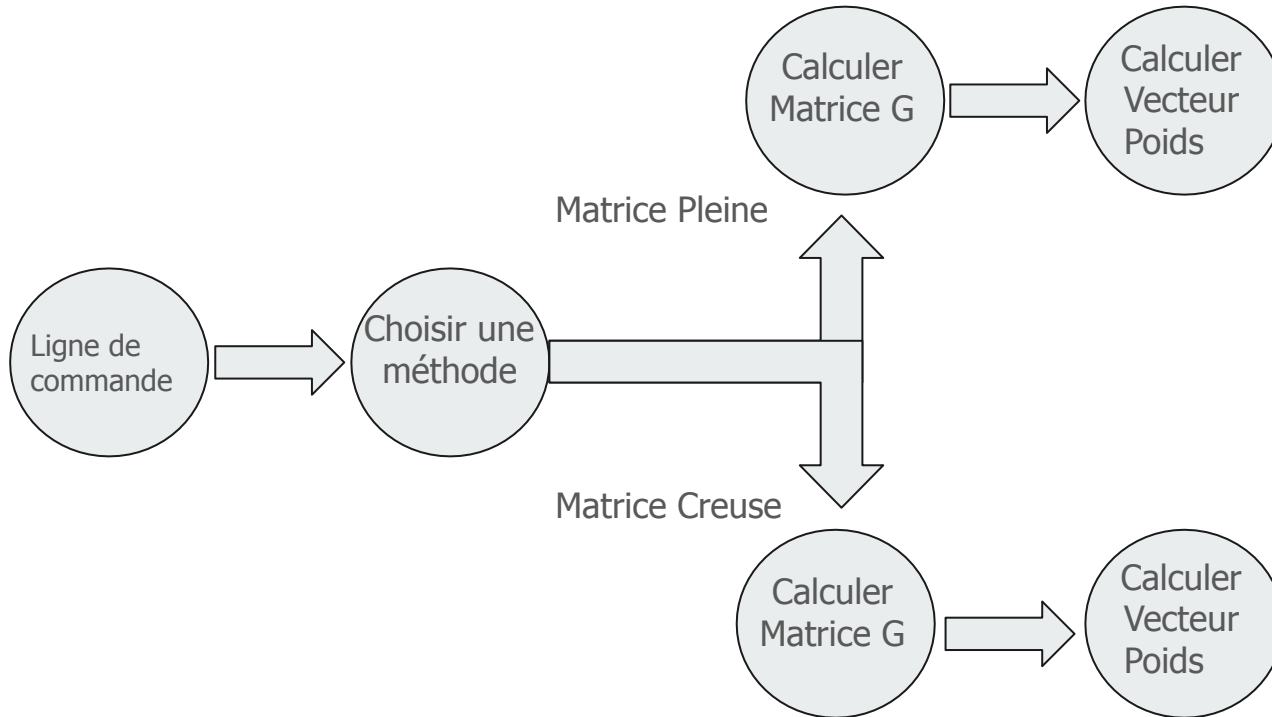 Calculer
Matrice G
Calculer
Vecteur
Poids
Matrice Pleine
Ligne de
commande
Choisir une
méthode
Matrice Creuse
Calculer
Matrice G
Calculer
Vecteur
Poids